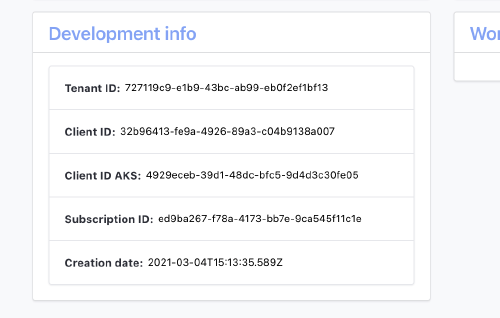 Development info
Wor
Tenant ID: 727119c9-e1b9-43bc-ab99-eb0f2ef1bf13
Client ID: 32b96413-fe9a-4926-89a3-c04b9138a007
Client ID AKS: 4929eceb-39d1-48dc-bfc5-9d4d3c30fe05
Subscription ID: ed9ba267-f78a-4173-bb7e-9ca545f11c1e
Creation date: 2021-03-04T15:13:35.589Z